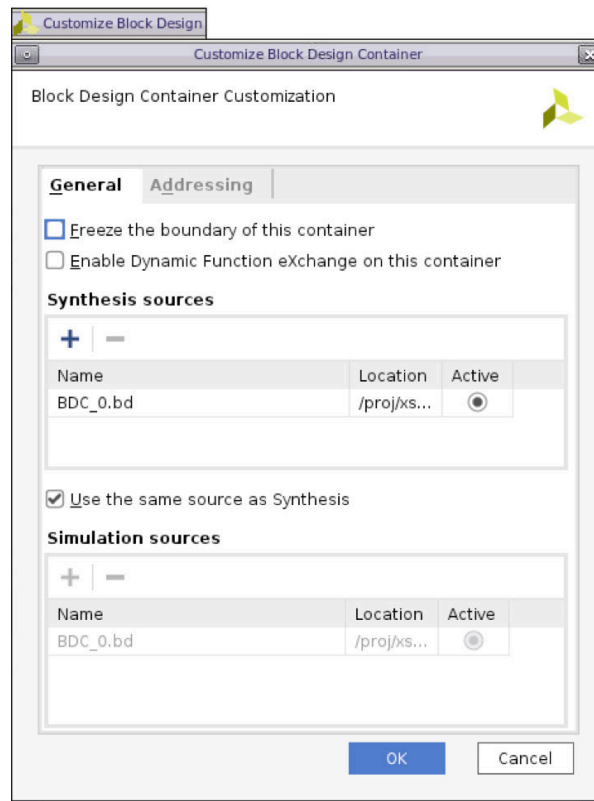 Customize Block Design
Customize Block Design Container
Block Design Container Customization
General Addressing
Freeze the boundary of this container
Enable Dynamic Function eXchange on this container
Synthesis sources
+ −
Name Location Active
BDC_0.bd /proj/xs...
Use the same source as Synthesis
Simulation sources
+ −
Name Location Active
BDC_0.bd /proj/xs...
OK Cancel